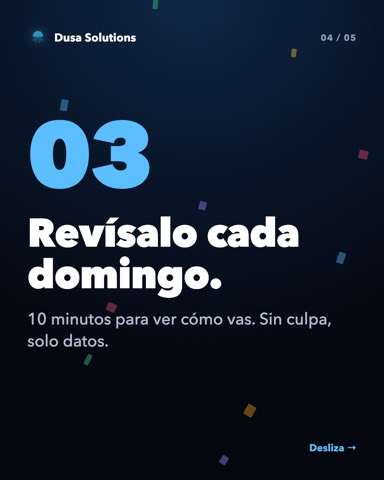 Dusa Solutions
04 / 05
03
Revísalo cada
domingo.
10 minutos para ver cómo vas. Sin culpa,
solo datos.
Desliza →